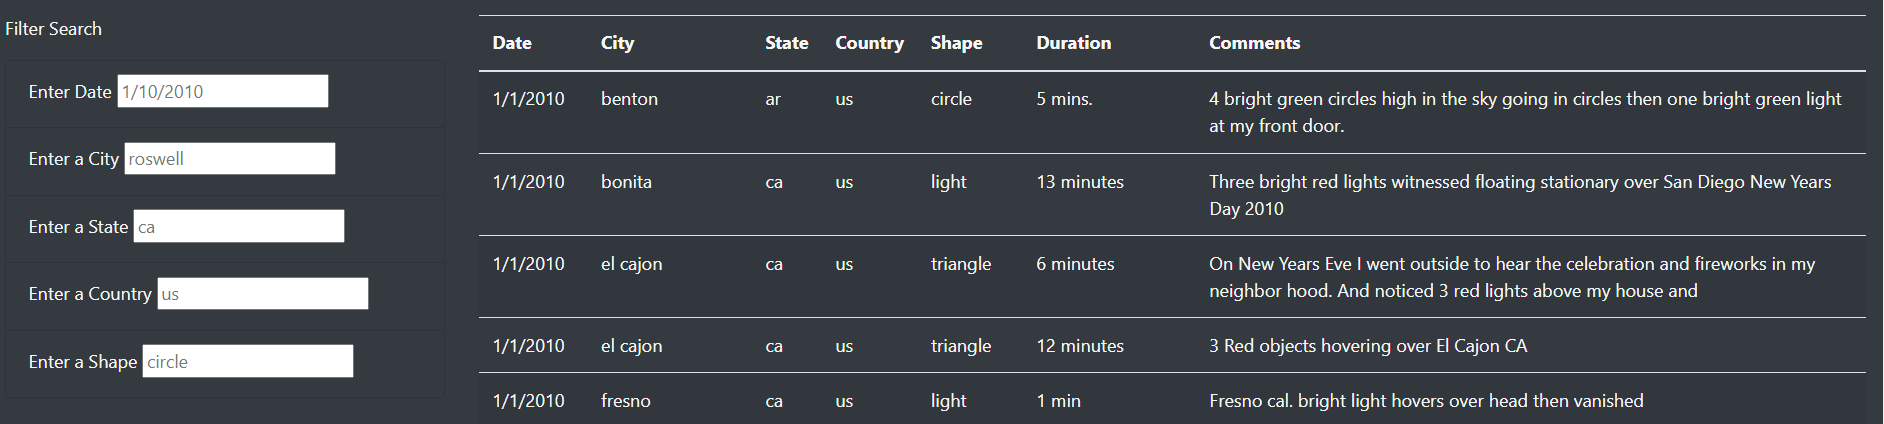 Filter Search
Enter Date 1/10/2010
Enter a City roswell
Enter a State ca
Enter a Country us
Enter a Shape circle
Date City State Country Shape Duration Comments
1/1/2010 benton ar us circle 5 mins. 4 bright green circles high in the sky going in circles then one bright green light
at my front door.
1/1/2010 bonita ca us light 13 minutes Three bright red lights witnessed floating stationary over San Diego New Years
Day 2010
1/1/2010 el cajon ca us triangle 6 minutes On New Years Eve I went outside to hear the celebration and fireworks in my
neighbor hood. And noticed 3 red lights above my house and
1/1/2010 el cajon ca us triangle 12 minutes 3 Red objects hovering over El Cajon CA
1/1/2010 fresno ca us light 1 min Fresno cal. bright light hovers over head then vanished